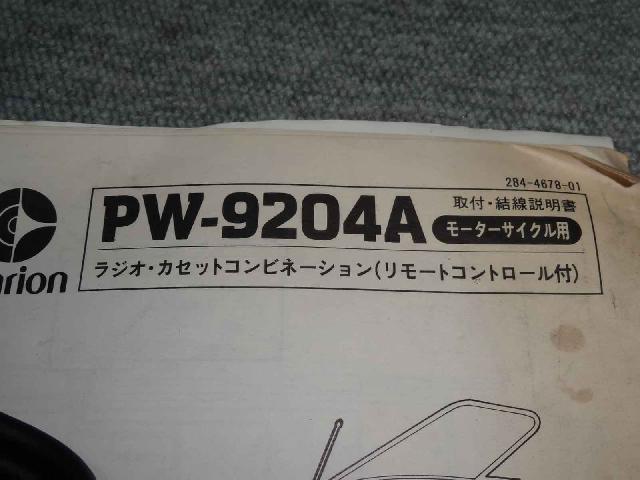 284-4678-01
PW-9204A
取付・結線説明書
モーターサイクル用
ラジオ・カセットコンビネーション(リモートコントロール付)
arion